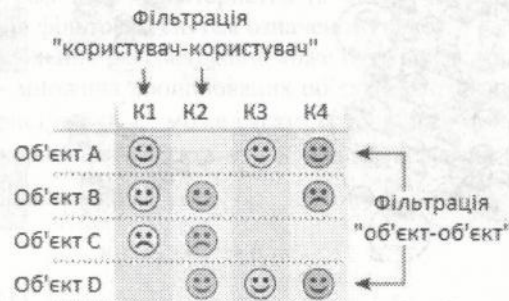 Фільтрація
"користувач-користувач"
К1 К2 К3 К4
Об'єкт A
Об'єкт B
Об'єкт C
Об'єкт D
Фільтрація
"об'єкт-об'єкт"